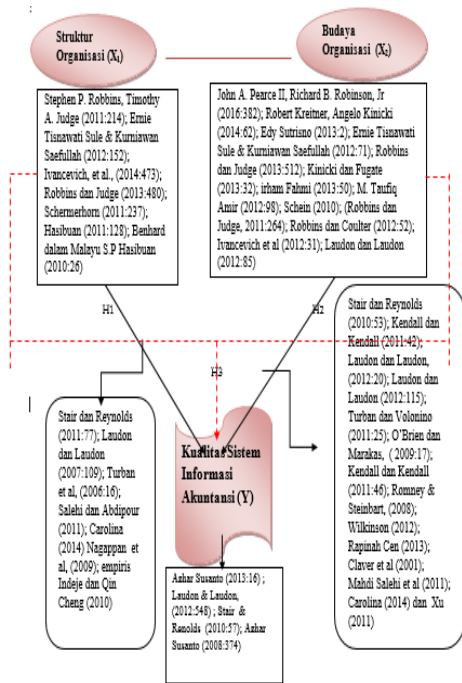 :
Struktur
Organisasi (X₁)
Budaya
Organisasi (X₂)
Stephen P. Robbins, Timothy
A. Judge (2011:214); Ernie
Tisnawati Sule & Kurniawan
Saefullah (2012:152);
Ivancevich, et al., (2014:473);
Robbins dan Judge (2013:480);
Schermerhorn (2011:237);
Hasibuan (2011:128); Benhard
dalam Malayu S.P Hasibuan
(2010:26)
John A. Pearce II, Richard B. Robinson, Jr
(2016:382); Robert Kreitner, Angelo Kinicki
(2014:62); Edy Sutrisno (2013:2); Ernie Tisnawati
Sule & Kurniawan Saefullah (2012:71); Robbins
dan Judge (2013:512); Kinicki dan Fugate
(2013:32); irham Fahmi (2013:50); M. Taufiq
Amir (2012:98); Schein (2010); (Robbins dan
Judge, 2011:264); Robbins dan Coulter (2012:52);
Ivancevich et al (2012:31); Laudon dan Laudon
(2012:85)
H1
H2
H3
Stair dan Reynolds
(2011:77); Laudon
dan Laudon
(2007:109); Turban
et al, (2006:16);
Salehi dan Abdipour
(2011); Carolina
(2014) Nagappan et
al, (2009); empiris
Indeje dan Qin
Cheng (2010)
Kualitas Sistem
Informasi
Akuntansi (Y)
Stair dan Reynolds
(2010:53); Kendall dan
Kendall (2011:42);
Laudon dan Laudon,
(2012:20); Laudon dan
Laudon (2012:115);
Turban dan Volonino
(2011:25); O'Brien dan
Marakas, ( 2009:17);
Kendall dan Kendall
(2011:46); Romney &
Steinbart, (2008);
Wilkinson (2012);
Rapinah Cen (2013);
Claver et al (2001);
Mahdi Salehi et al (2011);
Carolina (2014) dan Xu
(2011)
Azhar Susanto (2013:16) ;
Laudon & Laudon,
(2012:548) ; Stair &
Renolds (2010:57); Azhar
Susanto (2008:374)